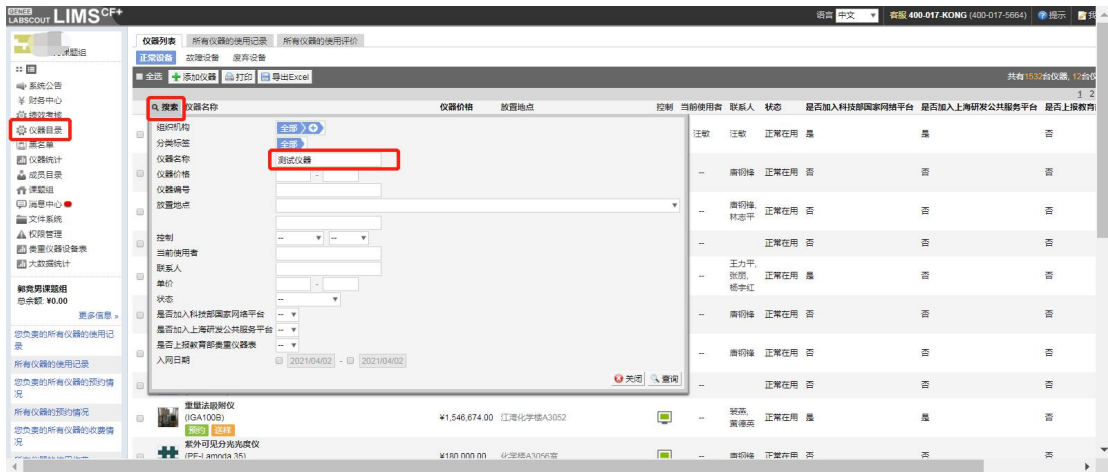 GENEE
LABSCOUT LIMS CF+
语言 中文
客服 400-017-KONG (400-017-5664)
提示
我
课题组
系统公告
财务中心
绩效考核
仪器目录
黑名单
仪器统计
成员目录
课题组
消息中心
文件系统
权限管理
贵重仪器设备表
大数据统计
郭竞男课题组
总余额: ¥0.00
更多信息 »
您负责的所有仪器的使用记
录
所有仪器的使用记录
您负责的所有仪器的预约情
况
所有仪器的预约情况
您负责的所有仪器的收费情
况
仪器列表 所有仪器的使用记录 所有仪器的使用评价
正常设备 故障设备 废弃设备
全选 添加仪器 打印 导出Excel
共有1532台仪器, 12台仪
1 2
搜索 仪器名称 仪器价格 放置地点 控制 当前使用者 联系人 状态 是否加入科技部国家网络平台 是否加入上海研发公共服务平台 是否上报教育
组织机构 全部
分类标签 全部
仪器名称 测试仪器
仪器价格 -
仪器编号
放置地点
控制 -- --
当前使用者
联系人
单价 -
状态 --
是否加入科技部国家网络平台 --
是否加入上海研发公共服务平台 --
是否上报教育部贵重仪器表 --
入网日期 2021/04/02 - 2021/04/02
关闭 查询
汪敏 汪敏 正常在用 是 是 否
-- 唐钢锋 正常在用 否 否 否
-- 唐钢锋, 林志平 正常在用 否 否 否
-- 正常在用 否 否 否
-- 王力平, 张丽, 杨宇红 正常在用 是 否 否
-- 唐钢锋 正常在用 否 否 否
-- 唐钢锋 正常在用 否 否 否
-- 正常在用 否 否 否
重量法吸附仪
(IGA100B) ¥1,546,674.00 江湾化学楼A3052 -- 裴燕, 董德英 正常在用 是 是 否
预约 送样
紫外可见分光光度仪
(PE-Lamnda 35) ¥180,000.00 化学楼A3056室 -- 唐钢锋 正常在用 否 否 否